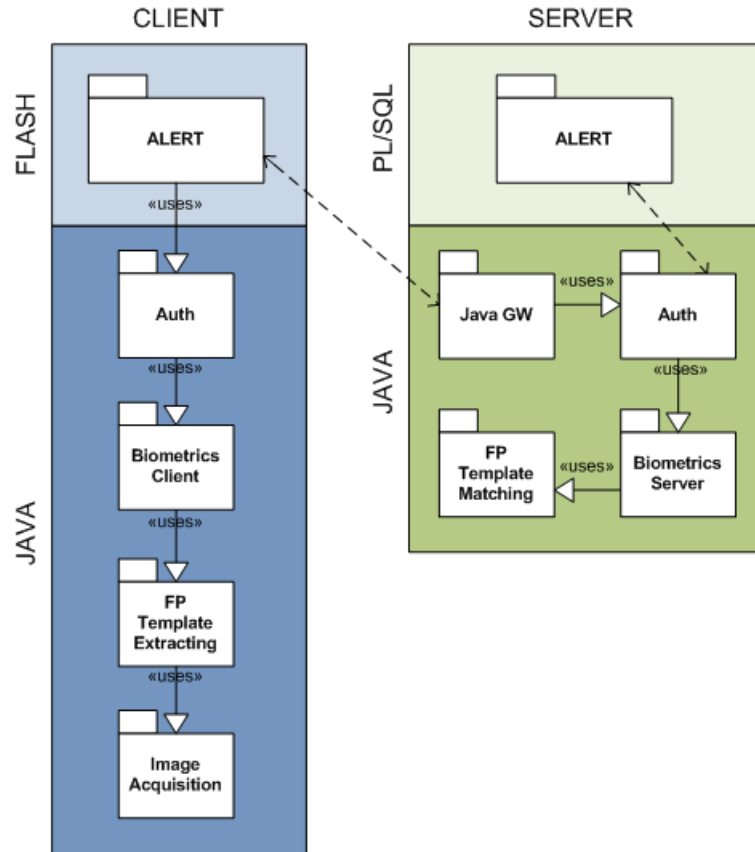 CLIENT
FLASH
ALERT
«uses»
JAVA
Auth
«uses»
Biometrics
Client
«uses»
FP
Template
Extracting
«uses»
Image
Acquisition
SERVER
PL/SQL
ALERT
JAVA
Java GW
«uses»
Auth
«uses»
FP
Template
Matching
«uses»
Biometrics
Server